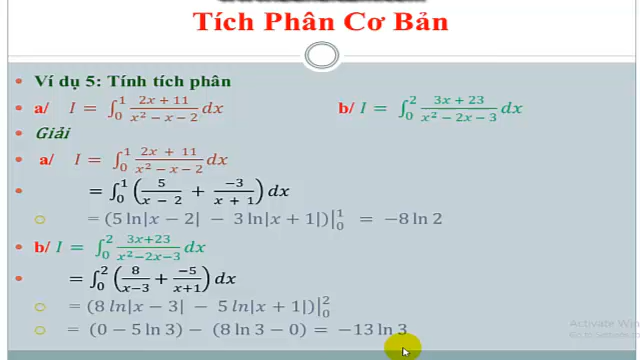 Tích Phân Cơ Bản
Ví dụ 5: Tính tích phân
a/ I = ∫₀¹ (2x + 11)/(x² − x − 2) dx b/ I = ∫₀² (3x + 23)/(x² − 2x − 3) dx
Giải
a/ I = ∫₀¹ (2x + 11)/(x² − x − 2) dx
= ∫₀¹ (5/(x − 2) + −3/(x + 1)) dx
= (5 ln|x − 2| − 3 ln|x + 1|)|₀¹ = −8 ln 2
b/ I = ∫₀² (3x+23)/(x²−2x−3) dx
= ∫₀² (8/(x−3) + −5/(x+1)) dx
= (8 ln|x − 3| − 5 ln|x + 1|)|₀²
= (0 − 5 ln 3) − (8 ln 3 − 0) = −13 ln 3
Activate Win